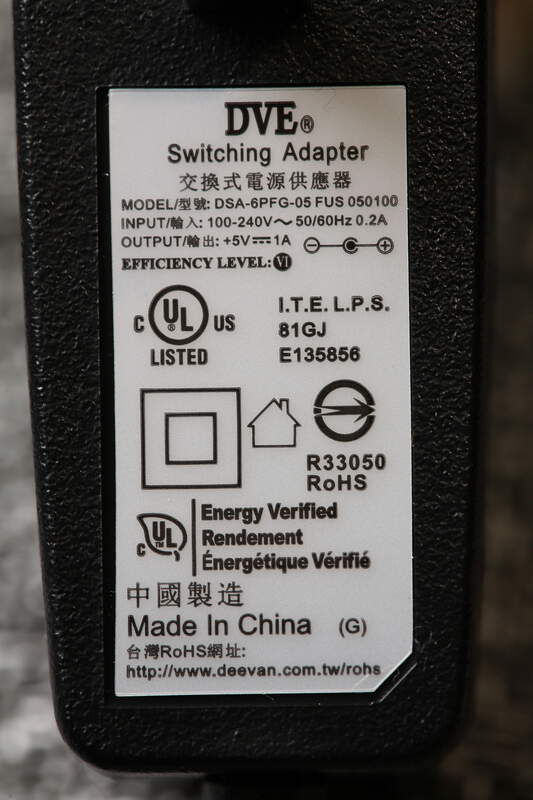 DVE®
Switching Adapter
交換式電源供應器
MODEL/型號: DSA-6PFG-05 FUS 050100
INPUT/輸入: 100-240V～ 50/60Hz 0.2A
OUTPUT/輸出: +5V⎓1A
EFFICIENCY LEVEL: VI
C UL® US
LISTED
I.T.E. L.P.S.
81GJ
E135856
R33050
RoHS
C UL™
Energy Verified
Rendement
Énergétique Vérifié
中國製造
Made In China (G)
台灣RoHS網址:
http://www.deevan.com.tw/rohs